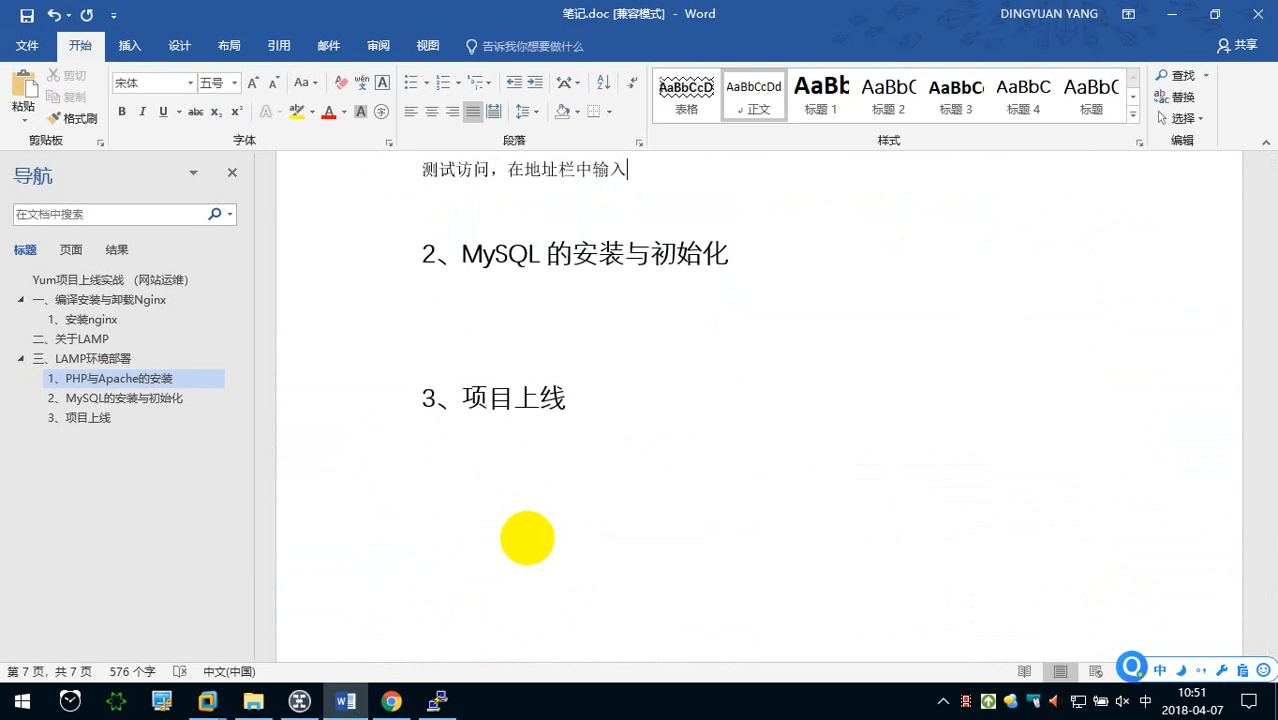 笔记.doc [兼容模式] - Word
DINGYUAN YANG
文件 开始 插入 设计 布局 引用 邮件 审阅 视图 告诉我你想要做什么 共享
粘贴
剪切
复制
格式刷
剪贴板
宋体 五号
字体
段落
AaBbCcD AaBbCcDd AaBb AaBbC AaBbC AaBbC AaBbC
表格 正文 标题 1 标题 2 标题 3 标题 4 标题
样式
查找
替换
选择
编辑
导航
在文档中搜索
标题 页面 结果
Yum项目上线实战 (网站运维)
一、编译安装与卸载Nginx
1、安装nginx
二、关于LAMP
三、LAMP环境部署
1、PHP与Apache的安装
2、MySQL的安装与初始化
3、项目上线
测试访问，在地址栏中输入
2、MySQL 的安装与初始化
3、项目上线
第 7 页，共 7 页 576 个字 中文(中国)
中
中
10:51
2018-04-07